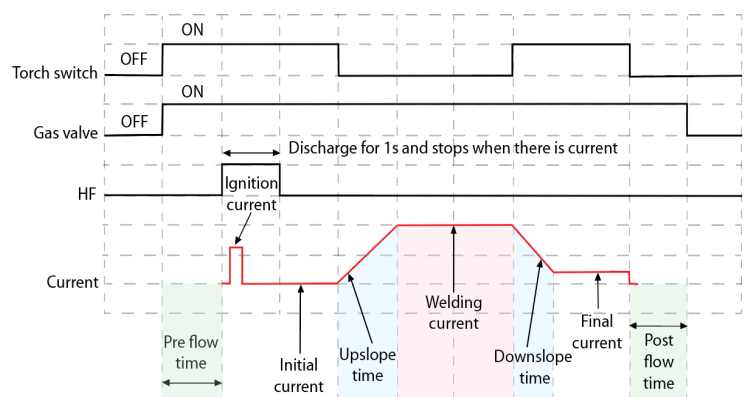 ON
OFF
Torch switch
ON
OFF
Gas valve
Discharge for 1s and stops when there is current
HF
Ignition
current
Current
Pre flow
time
Initial
current
Upslope
time
Welding
current
Downslope
time
Final
current
Post
flow
time